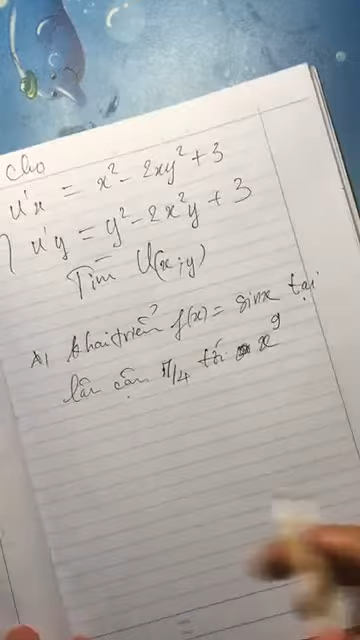 Cho
u'x = x² - 2xy² + 3
u'y = y² - 2x²y + 3
Tìm U(x;y)
khai triển f(x) = sinx tại
lân cận π/4 tới x⁹